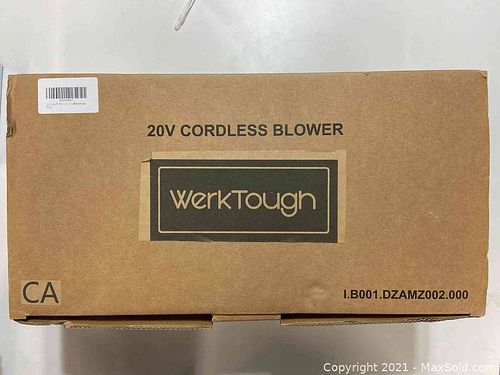 20V CORDLESS BLOWER
WerkTough
CA
I.B001.DZAMZ002.000
Copyright 2021 - MaxSold.com